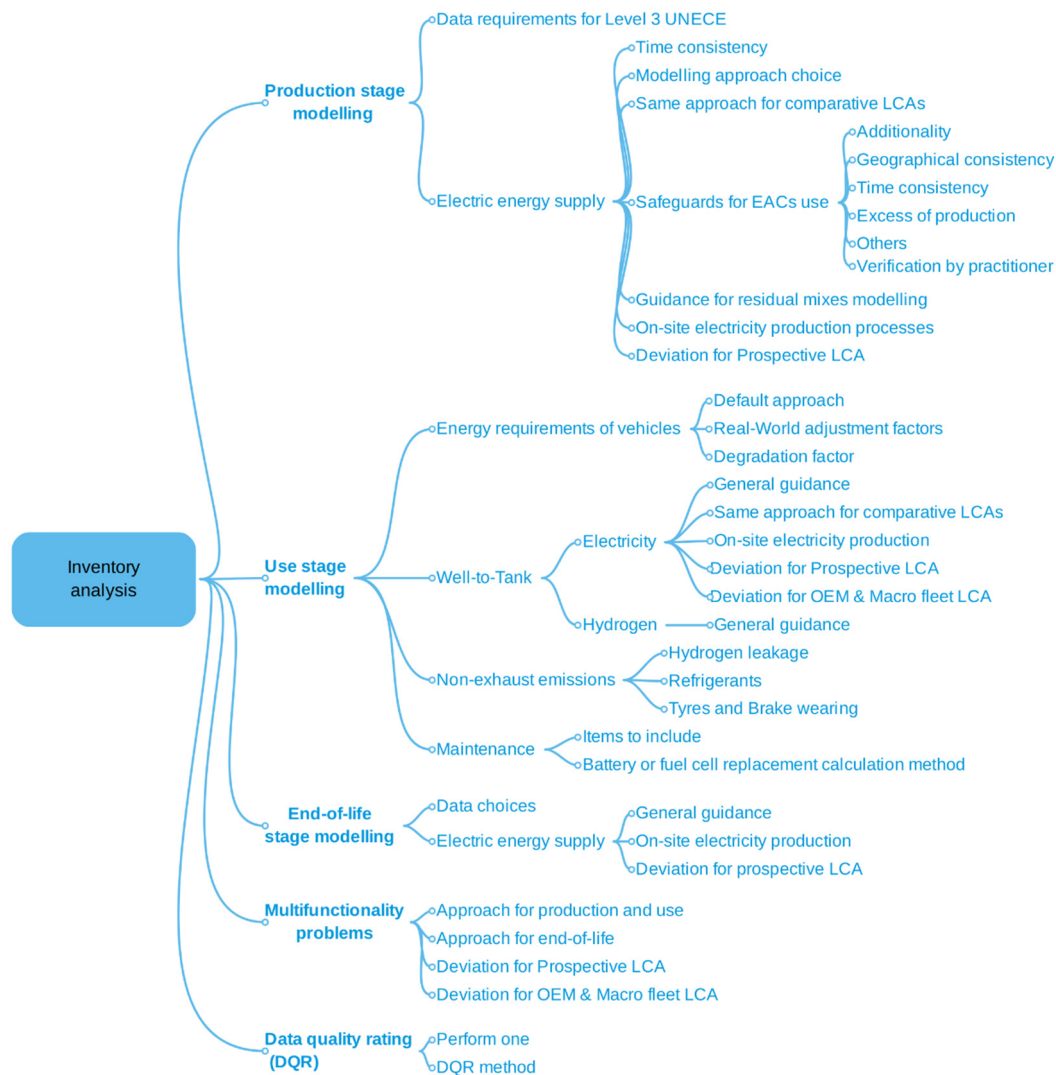 Inventory
analysis
Production stage
modelling
Data requirements for Level 3 UNECE
Electric energy supply
Time consistency
Modelling approach choice
Same approach for comparative LCAs
Safeguards for EACs use
Additionality
Geographical consistency
Time consistency
Excess of production
Others
Verification by practitioner
Guidance for residual mixes modelling
On-site electricity production processes
Deviation for Prospective LCA
Use stage
modelling
Energy requirements of vehicles
Default approach
Real-World adjustment factors
Degradation factor
Well-to-Tank
Electricity
General guidance
Same approach for comparative LCAs
On-site electricity production
Deviation for Prospective LCA
Deviation for OEM & Macro fleet LCA
Hydrogen
General guidance
Non-exhaust emissions
Hydrogen leakage
Refrigerants
Tyres and Brake wearing
Maintenance
Items to include
Battery or fuel cell replacement calculation method
End-of-life
stage modelling
Data choices
Electric energy supply
General guidance
On-site electricity production
Deviation for prospective LCA
Multifunctionality
problems
Approach for production and use
Approach for end-of-life
Deviation for Prospective LCA
Deviation for OEM & Macro fleet LCA
Data quality rating
(DQR)
Perform one
DQR method